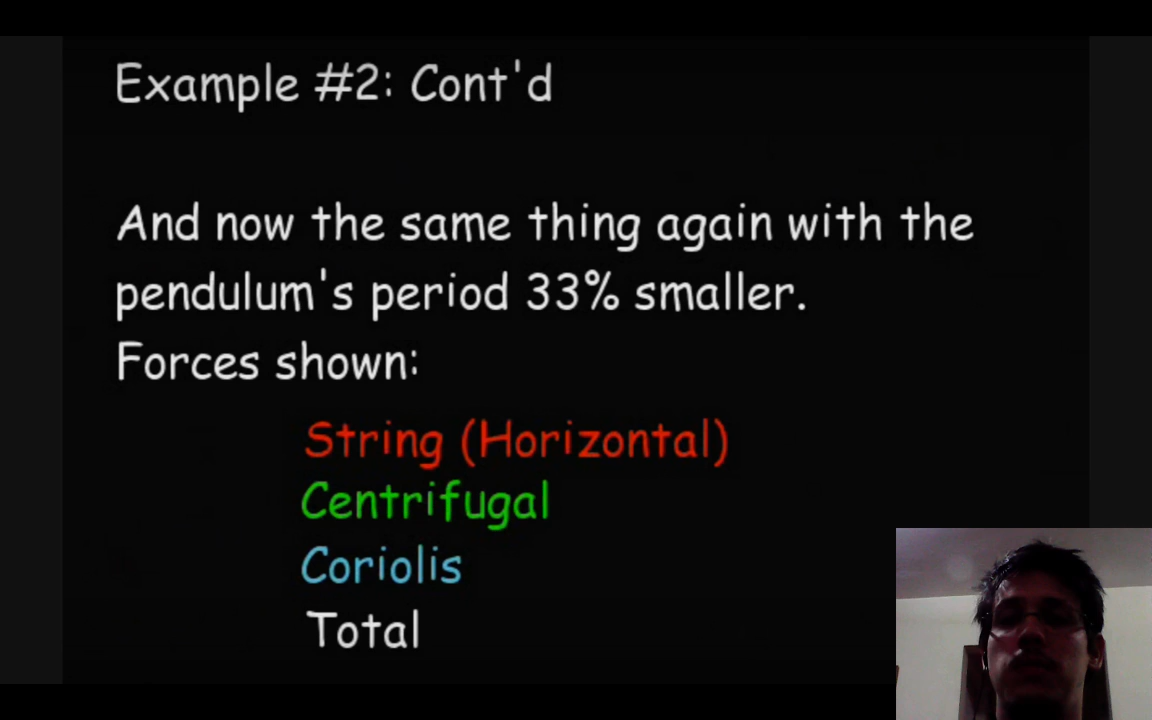 Example #2: Cont'd
And now the same thing again with the
pendulum's period 33% smaller.
Forces shown:
String (Horizontal)
Centrifugal
Coriolis
Total